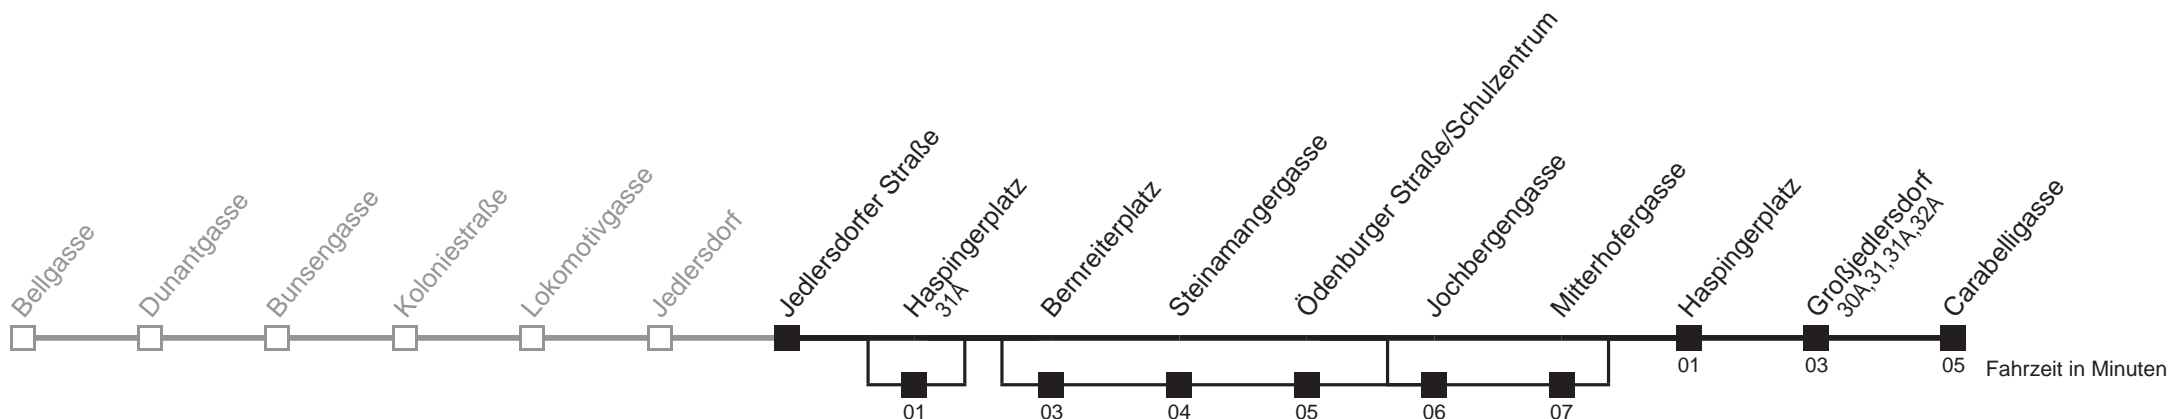 Bellgasse
Dunantgasse
Bunsengasse
Koloniestraße
Lokomotivgasse
Jedlersdorf
Jedlersdorfer Straße
Haspingerplatz
31A
Bernreiterplatz
Steinamangergasse
Ödenburger Straße/Schulzentrum
Jochbergengasse
Mitterhofergasse
Haspingerplatz
Großjedlersdorf
30A,31,31A,32A
Carabelligasse
01
03
05
Fahrzeit in Minuten
01
03
04
05
06
07